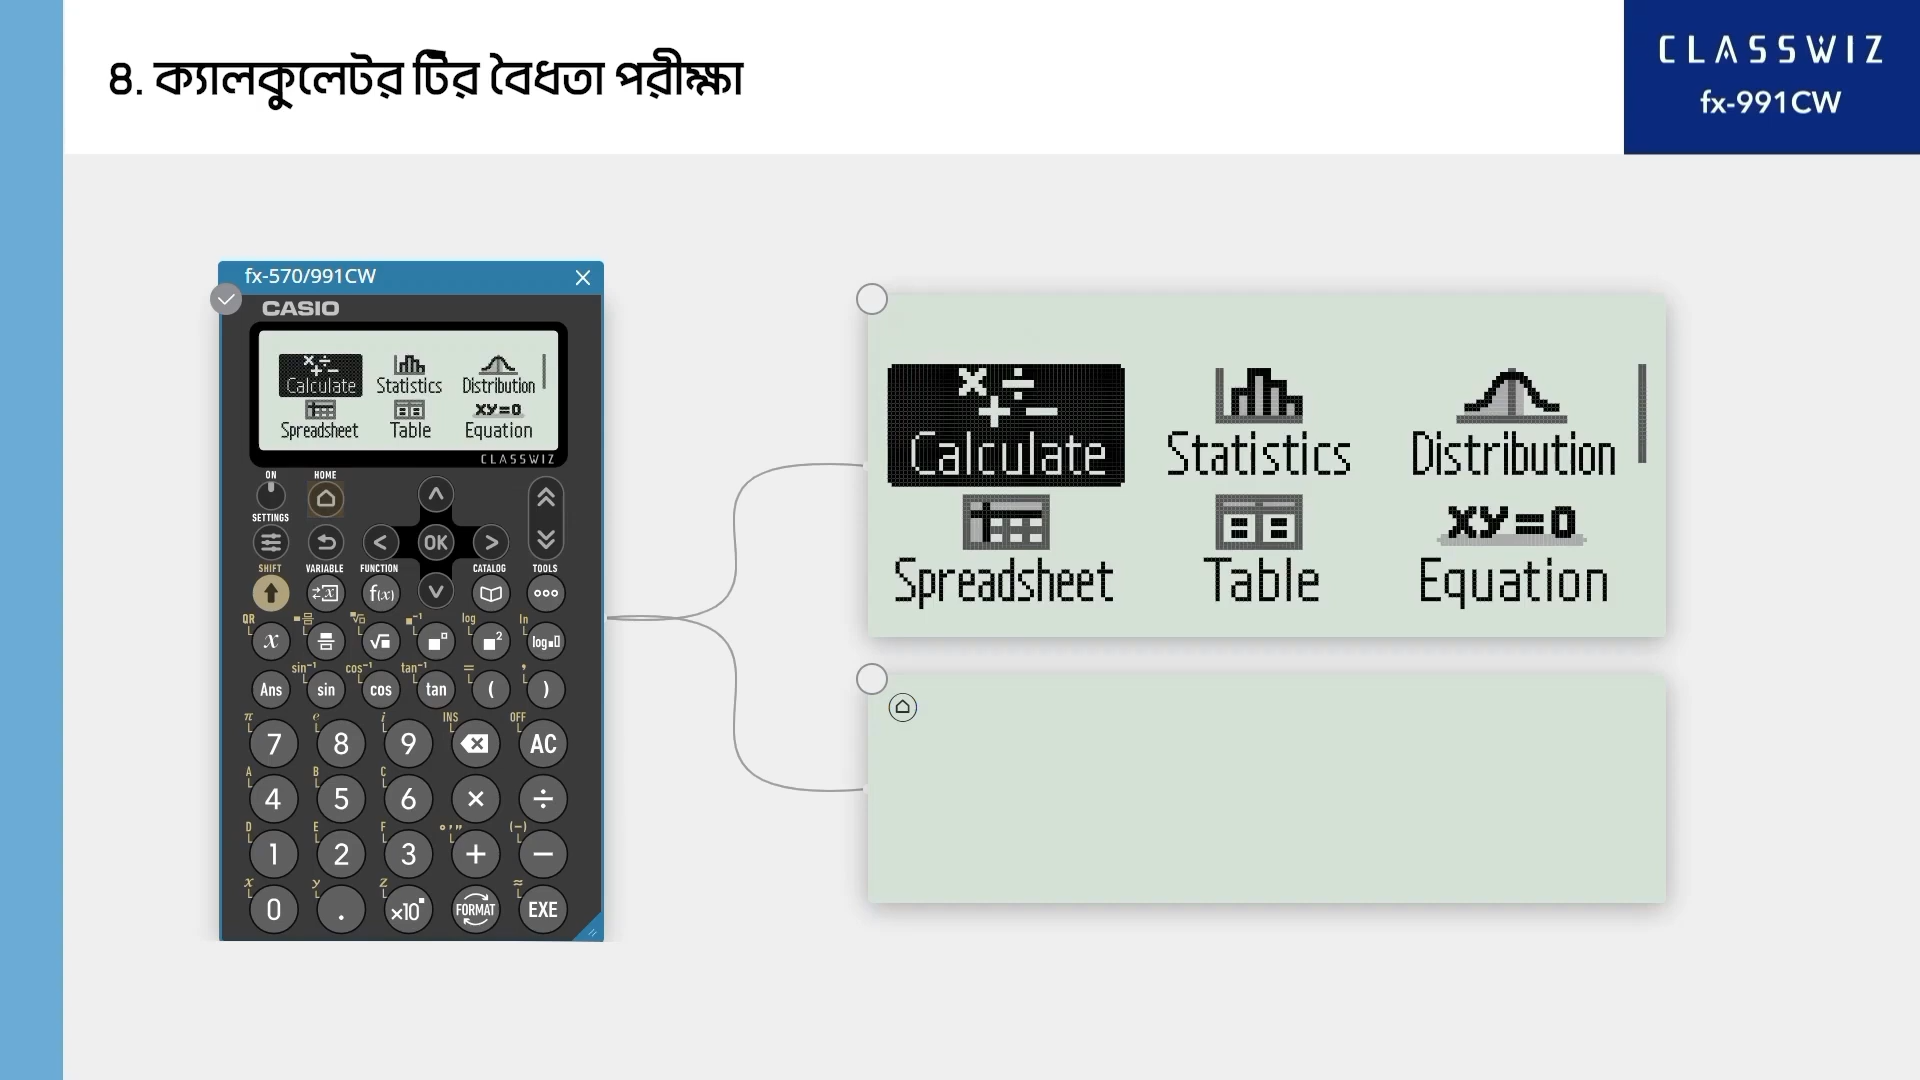 ৪. ক্যালকুলেটর টির বৈধতা পরীক্ষা
CLASSWIZ
fx-991CW
fx-570/991CW
CASIO
Calculate Statistics Distribution
Spreadsheet Table xy=0 Equation
CLASSWIZ
ON HOME
SETTINGS
OK
SHIFT VARIABLE FUNCTION CATALOG TOOLS
f(x)
QR log ln
x √■ ■² log
sin⁻¹ cos⁻¹ tan⁻¹ = ,
Ans sin cos tan ( )
π e i INS OFF
7 8 9 AC
A B C
4 5 6 × ÷
D E F °'" (−)
1 2 3 + −
x y z ≈
0 . ×10 FORMAT EXE
Calculate Statistics Distribution
xy=0
Spreadsheet Table Equation